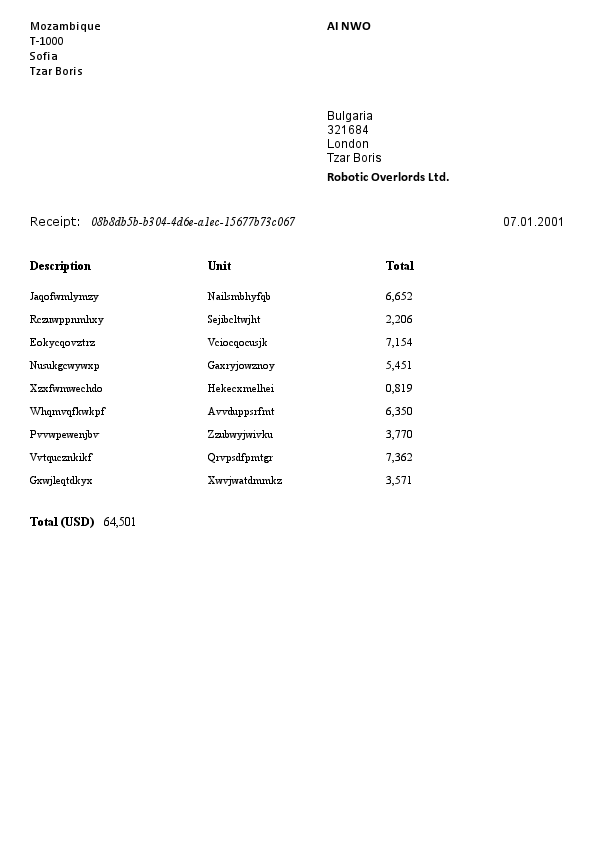 Mozambique
T-1000
Sofia
Tzar Boris
AI NWO
Bulgaria
321684
London
Tzar Boris
Robotic Overlords Ltd.
Receipt: 08b8db5b-b304-4d6e-a1ec-15677b73c067 07.01.2001
Description Unit Total
Jaqofwmlymzy Nailsmbhyfqb 6,652
Rczuwppnmhxy Sejibcltwjht 2,206
Eokycqovztrz Vciocqocusjk 7,154
Nusukgcwywxp Gaxryjowznoy 5,451
Xzxfwmwechdo Hekecxmelhei 0,819
Whqmvqfkwkpf Avvduppsrfmt 6,350
Pvvwpewenjbv Zzubwyjwivku 3,770
Vvtqucznkikf Qrvpsdfpmtgr 7,362
Gxwjleqtdkyx Xwvjwatdmmkz 3,571
Total (USD) 64,501